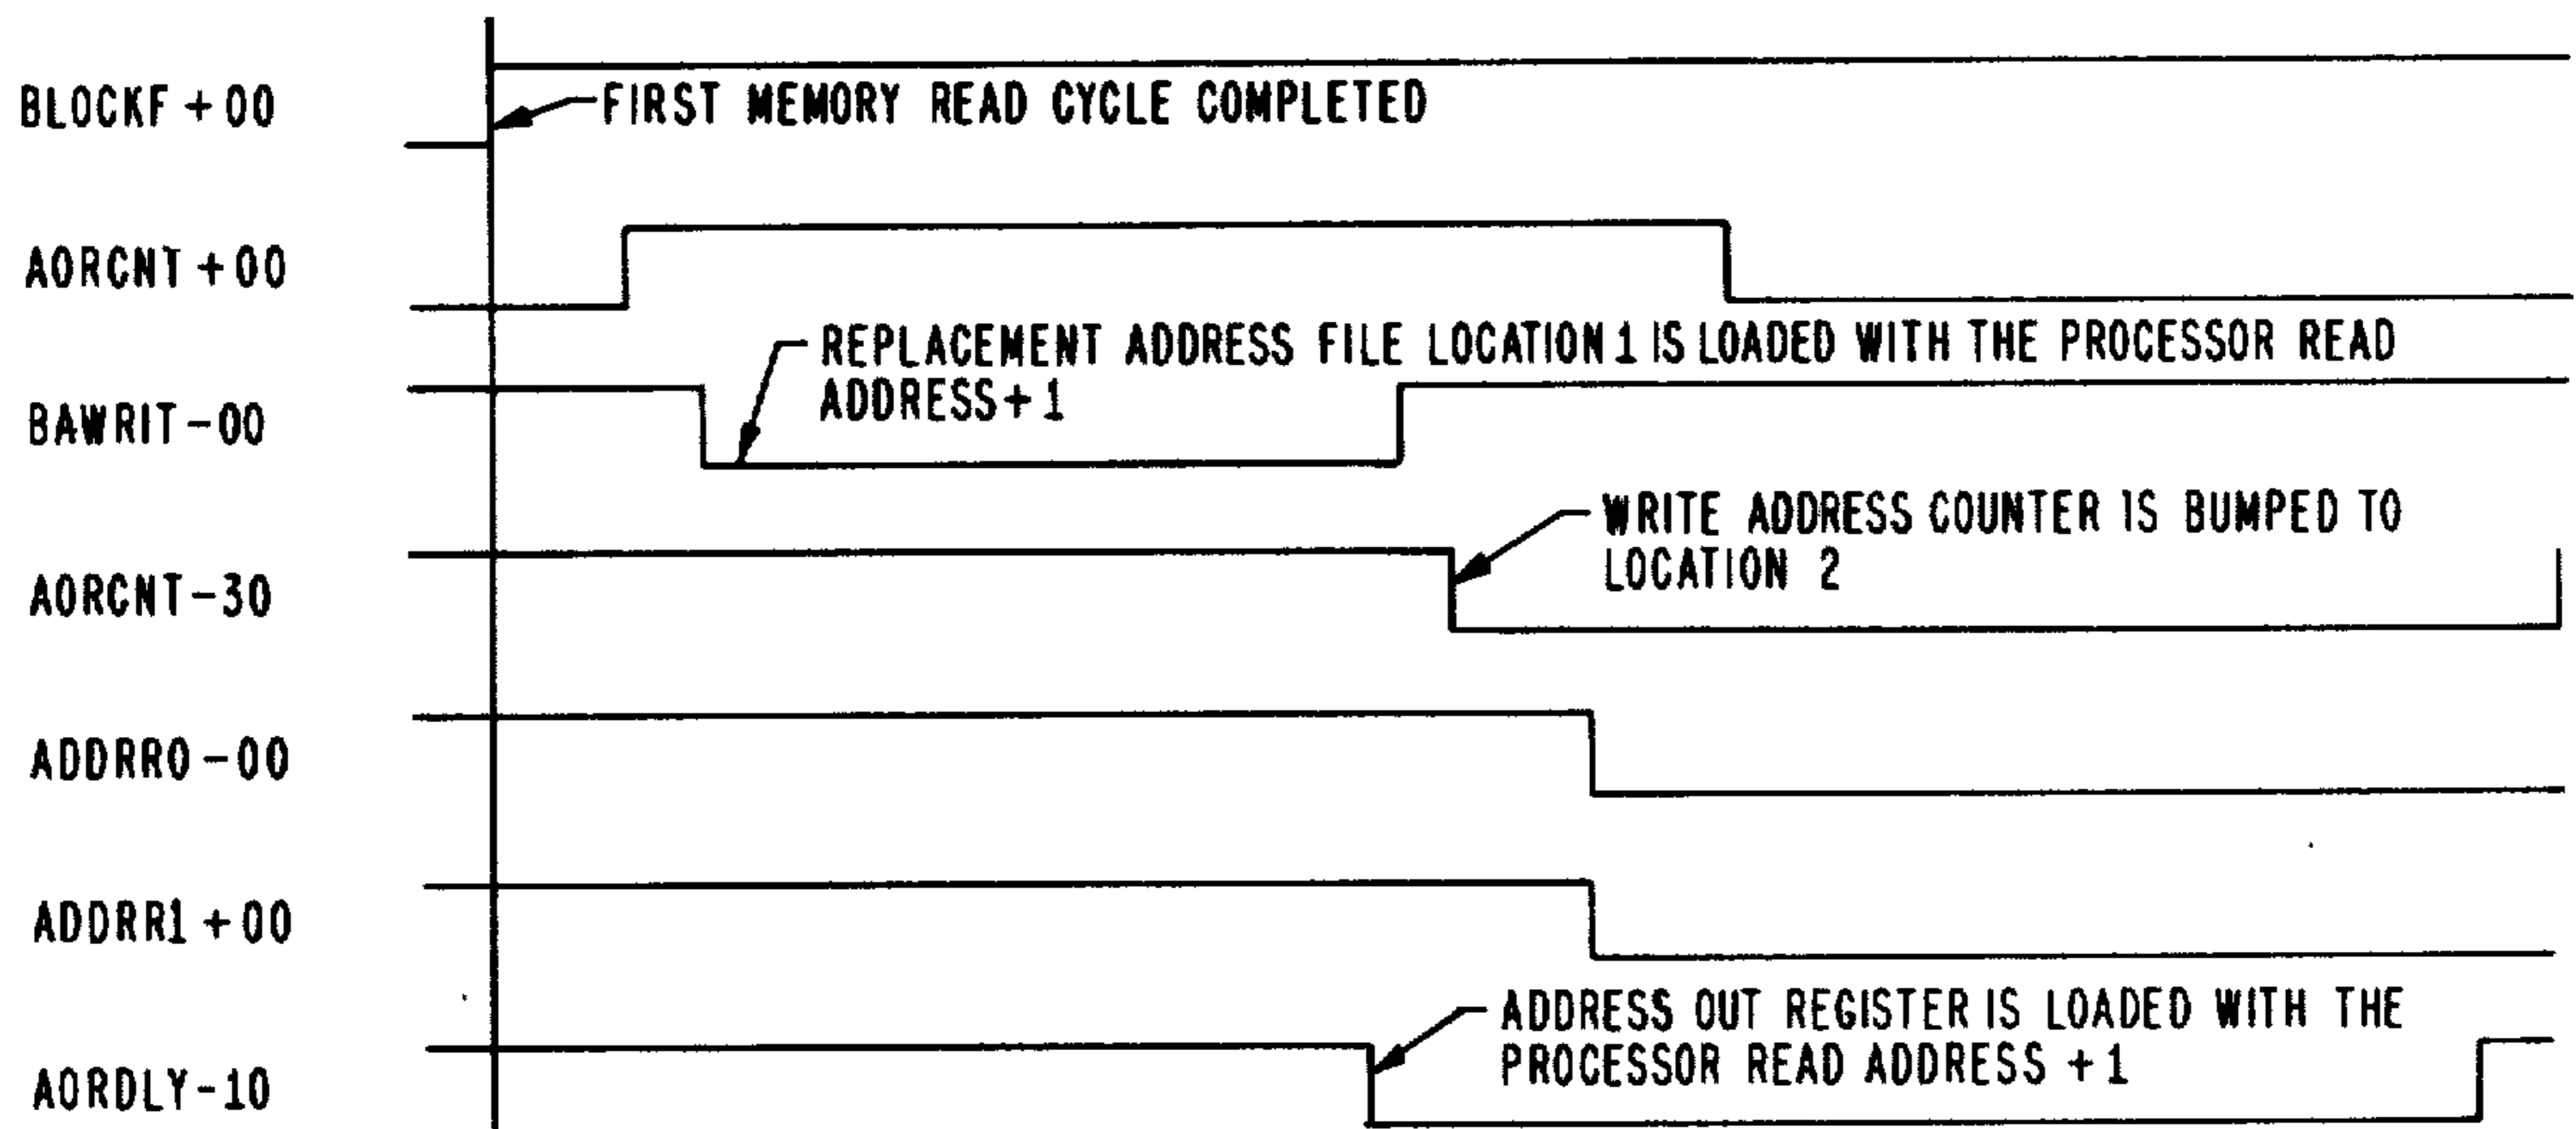 BLOCKF +00
FIRST MEMORY READ CYCLE COMPLETED
AORCNT +00
REPLACEMENT ADDRESS FILE LOCATION 1 IS LOADED WITH THE PROCESSOR READ
ADDRESS+1
BAWRIT-00
WRITE ADDRESS COUNTER IS BUMPED TO
LOCATION 2
AORCNT-30
ADDRR0-00
ADDRR1+00
ADDRESS OUT REGISTER IS LOADED WITH THE
PROCESSOR READ ADDRESS +1
AORDLY-10